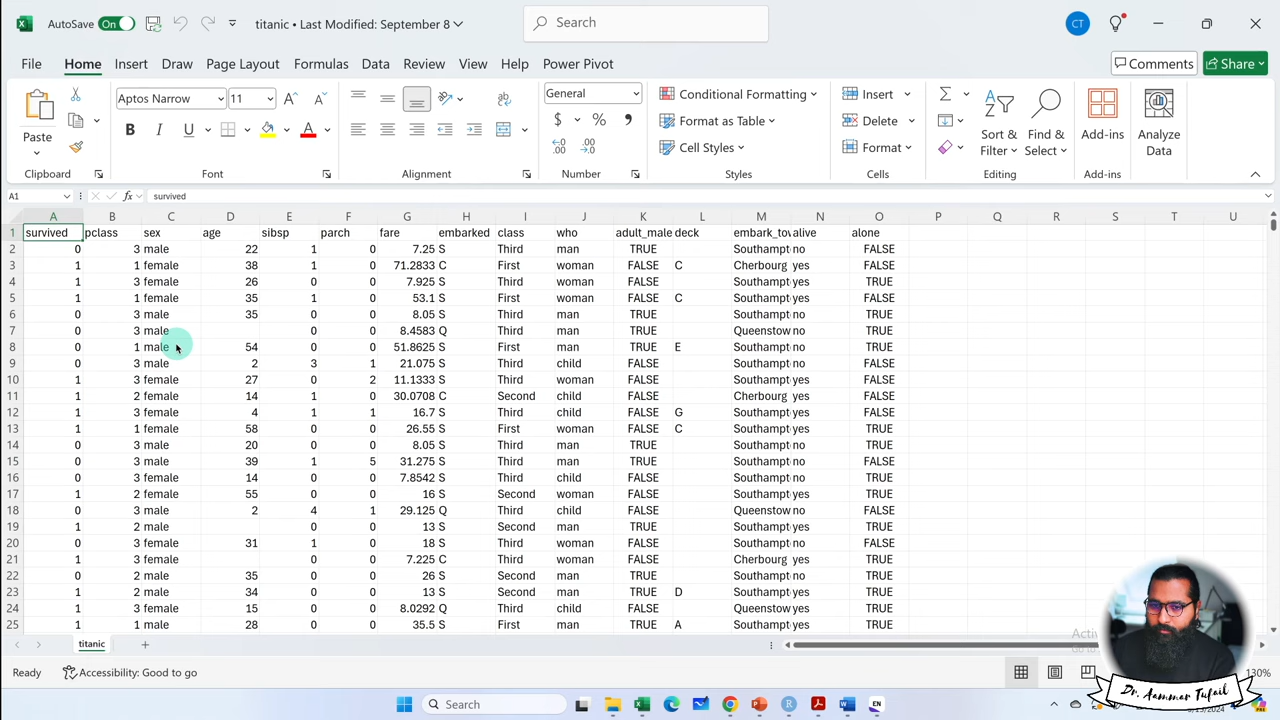 AutoSave On titanic • Last Modified: September 8 Search CT
File Home Insert Draw Page Layout Formulas Data Review View Help Power Pivot Comments Share
Paste Aptos Narrow 11 General Conditional Formatting Insert
Format as Table Delete Sort & Filter Find & Select Add-ins Analyze Data
Cell Styles Format
Clipboard Font Alignment Number Styles Cells Editing Add-ins
A1 fx survived
A B C D E F G H I J K L M N O P Q R S T U
1 survived pclass sex age sibsp parch fare embarked class who adult_male deck embark_tov alive alone
2 0 3 male 22 1 0 7.25 S Third man TRUE Southampt no FALSE
3 1 1 female 38 1 0 71.2833 C First woman FALSE C Cherbourg yes FALSE
4 1 3 female 26 0 0 7.925 S Third woman FALSE Southampt yes TRUE
5 1 1 female 35 1 0 53.1 S First woman FALSE C Southampt yes FALSE
6 0 3 male 35 0 0 8.05 S Third man TRUE Southampt no TRUE
7 0 3 male 0 0 8.4583 Q Third man TRUE Queenstow no TRUE
8 0 1 male 54 0 0 51.8625 S First man TRUE E Southampt no TRUE
9 0 3 male 2 3 1 21.075 S Third child FALSE Southampt no FALSE
10 1 3 female 27 0 2 11.1333 S Third woman FALSE Southampt yes FALSE
11 1 2 female 14 1 0 30.0708 C Second child FALSE Cherbourg yes FALSE
12 1 3 female 4 1 1 16.7 S Third child FALSE G Southampt yes FALSE
13 1 1 female 58 0 0 26.55 S First woman FALSE C Southampt yes TRUE
14 0 3 male 20 0 0 8.05 S Third man TRUE Southampt no TRUE
15 0 3 male 39 1 5 31.275 S Third man TRUE Southampt no FALSE
16 0 3 female 14 0 0 7.8542 S Third child FALSE Southampt no TRUE
17 1 2 female 55 0 0 16 S Second woman FALSE Southampt yes TRUE
18 0 3 male 2 4 1 29.125 Q Third child FALSE Queenstow no FALSE
19 1 2 male 0 0 13 S Second man TRUE Southampt yes TRUE
20 0 3 female 31 1 0 18 S Third woman FALSE Southampt no FALSE
21 1 3 female 0 0 7.225 C Third woman FALSE Cherbourg yes TRUE
22 0 2 male 35 0 0 26 S Second man TRUE Southampt no TRUE
23 1 2 male 34 0 0 13 S Second man TRUE D Southampt yes TRUE
24 1 3 female 15 0 0 8.0292 Q Third child FALSE Queenstow yes TRUE
25 1 1 male 28 0 0 35.5 S First man TRUE A Southampt yes TRUE
titanic
Ready Accessibility: Good to go 130%
Dr. Aammar Tufail
Search EN